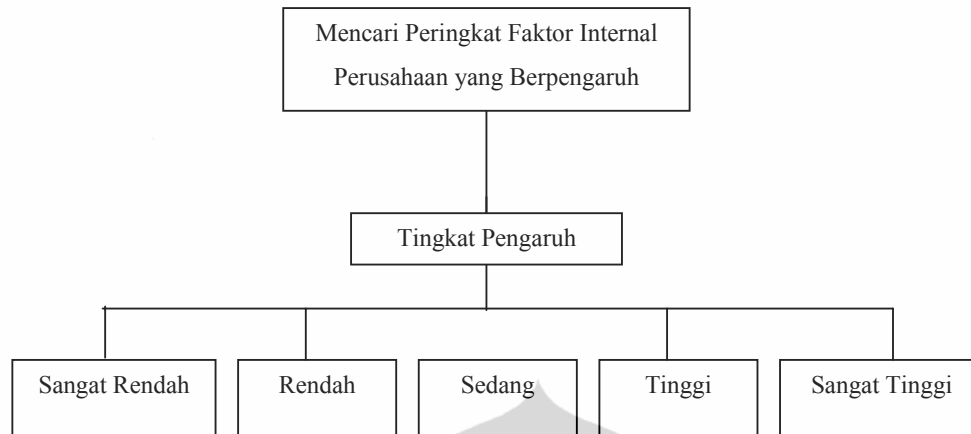 Mencari Peringkat Faktor Internal
Perusahaan yang Berpengaruh
Tingkat Pengaruh
Sangat Rendah
Rendah
Sedang
Tinggi
Sangat Tinggi